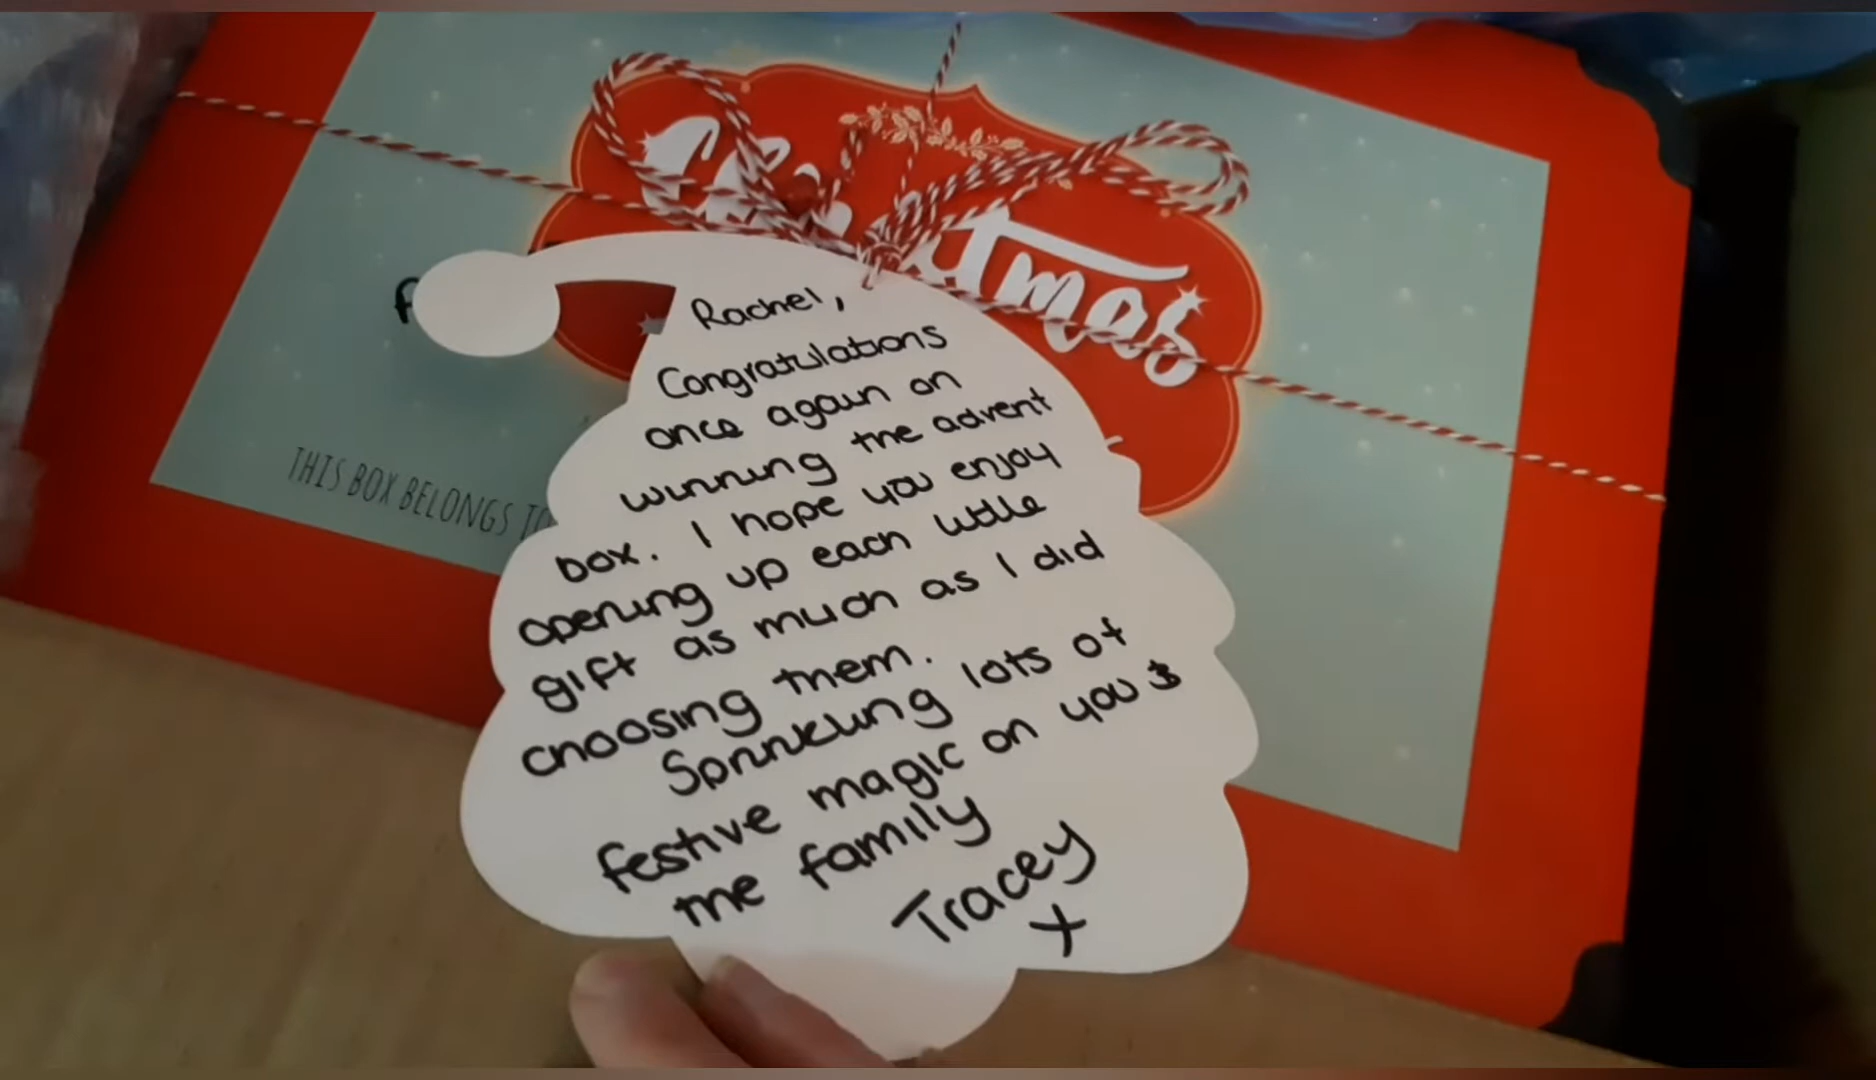 Christmas
Rachel,
Congratulations
once again on
winning the advent
box. I hope you enjoy
opening up each little
gift as much as I did
choosing them.
Sprinkling lots of
festive magic on you &
the family
Tracey
x
THIS BOX BELONGS TO